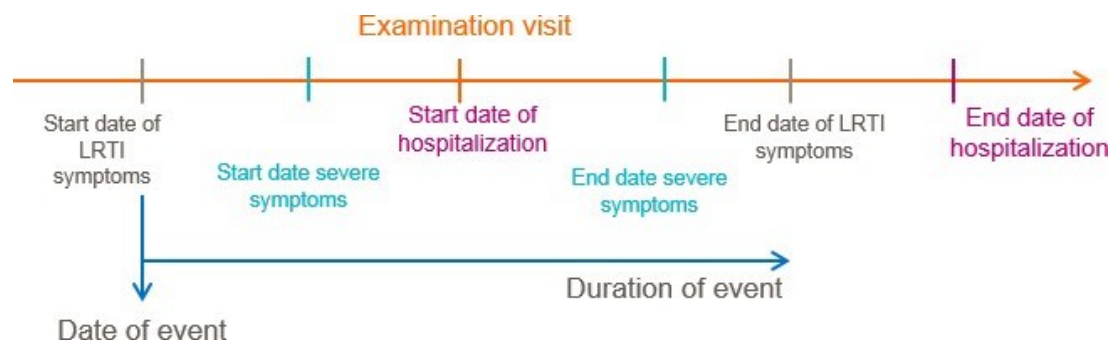 Examination visit
Start date of
LRTI
symptoms
Start date severe
symptoms
Start date of
hospitalization
End date severe
symptoms
End date of LRTI
symptoms
End date of
hospitalization
Duration of event
Date of event